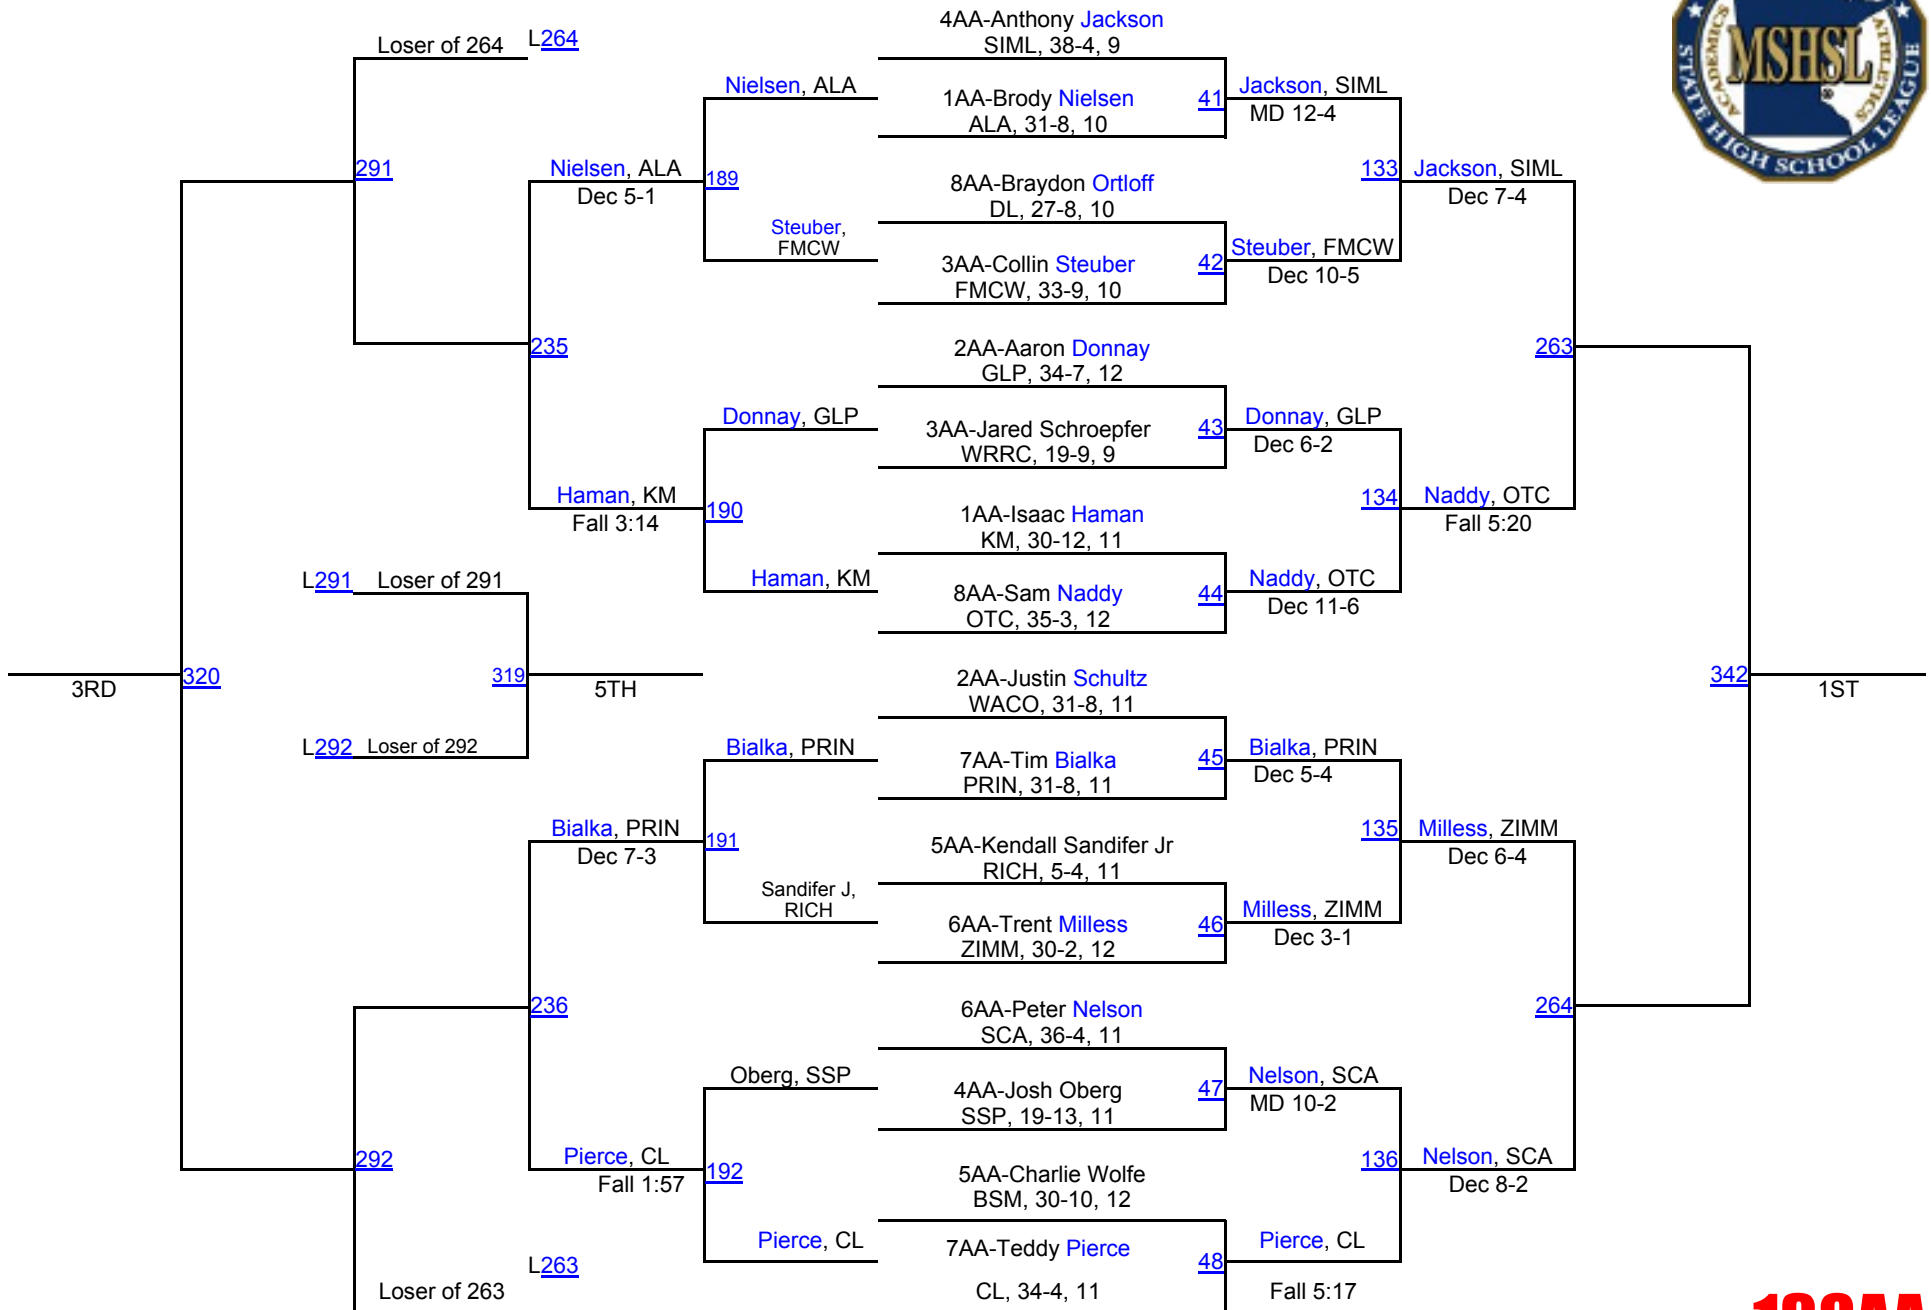 4AA-Anthony Jackson
SIML, 38-4, 9
Loser of 264 L264
Nielsen, ALA
1AA-Brody Nielsen
ALA, 31-8, 10
41
Jackson, SIML
MD 12-4
ACADEMICS
ATHLETICS
MSHSL
STATE HIGH SCHOOL LEAGUE
291
Nielsen, ALA
Dec 5-1
189
8AA-Braydon Ortloff
DL, 27-8, 10
133
Jackson, SIML
Dec 7-4
Steuber,
FMCW
3AA-Collin Steuber
FMCW, 33-9, 10
42
Steuber, FMCW
Dec 10-5
235
2AA-Aaron Donnay
GLP, 34-7, 12
263
Donnay, GLP
3AA-Jared Schroepfer
WRRC, 19-9, 9
43
Donnay, GLP
Dec 6-2
Haman, KM
Fall 3:14
190
1AA-Isaac Haman
KM, 30-12, 11
134
Naddy, OTC
Fall 5:20
L291 Loser of 291
Haman, KM
8AA-Sam Naddy
OTC, 35-3, 12
44
Naddy, OTC
Dec 11-6
3RD
320
319
5TH
2AA-Justin Schultz
WACO, 31-8, 11
342
1ST
L292 Loser of 292
Bialka, PRIN
7AA-Tim Bialka
PRIN, 31-8, 11
45
Bialka, PRIN
Dec 5-4
Bialka, PRIN
Dec 7-3
191
5AA-Kendall Sandifer Jr
RICH, 5-4, 11
135
Milless, ZIMM
Dec 6-4
Sandifer J,
RICH
6AA-Trent Milless
ZIMM, 30-2, 12
46
Milless, ZIMM
Dec 3-1
236
6AA-Peter Nelson
SCA, 36-4, 11
264
Oberg, SSP
4AA-Josh Oberg
SSP, 19-13, 11
47
Nelson, SCA
MD 10-2
292
Pierce, CL
Fall 1:57
192
5AA-Charlie Wolfe
BSM, 30-10, 12
136
Nelson, SCA
Dec 8-2
Pierce, CL
7AA-Teddy Pierce
CL, 34-4, 11
48
Pierce, CL
Fall 5:17
L263
Loser of 263